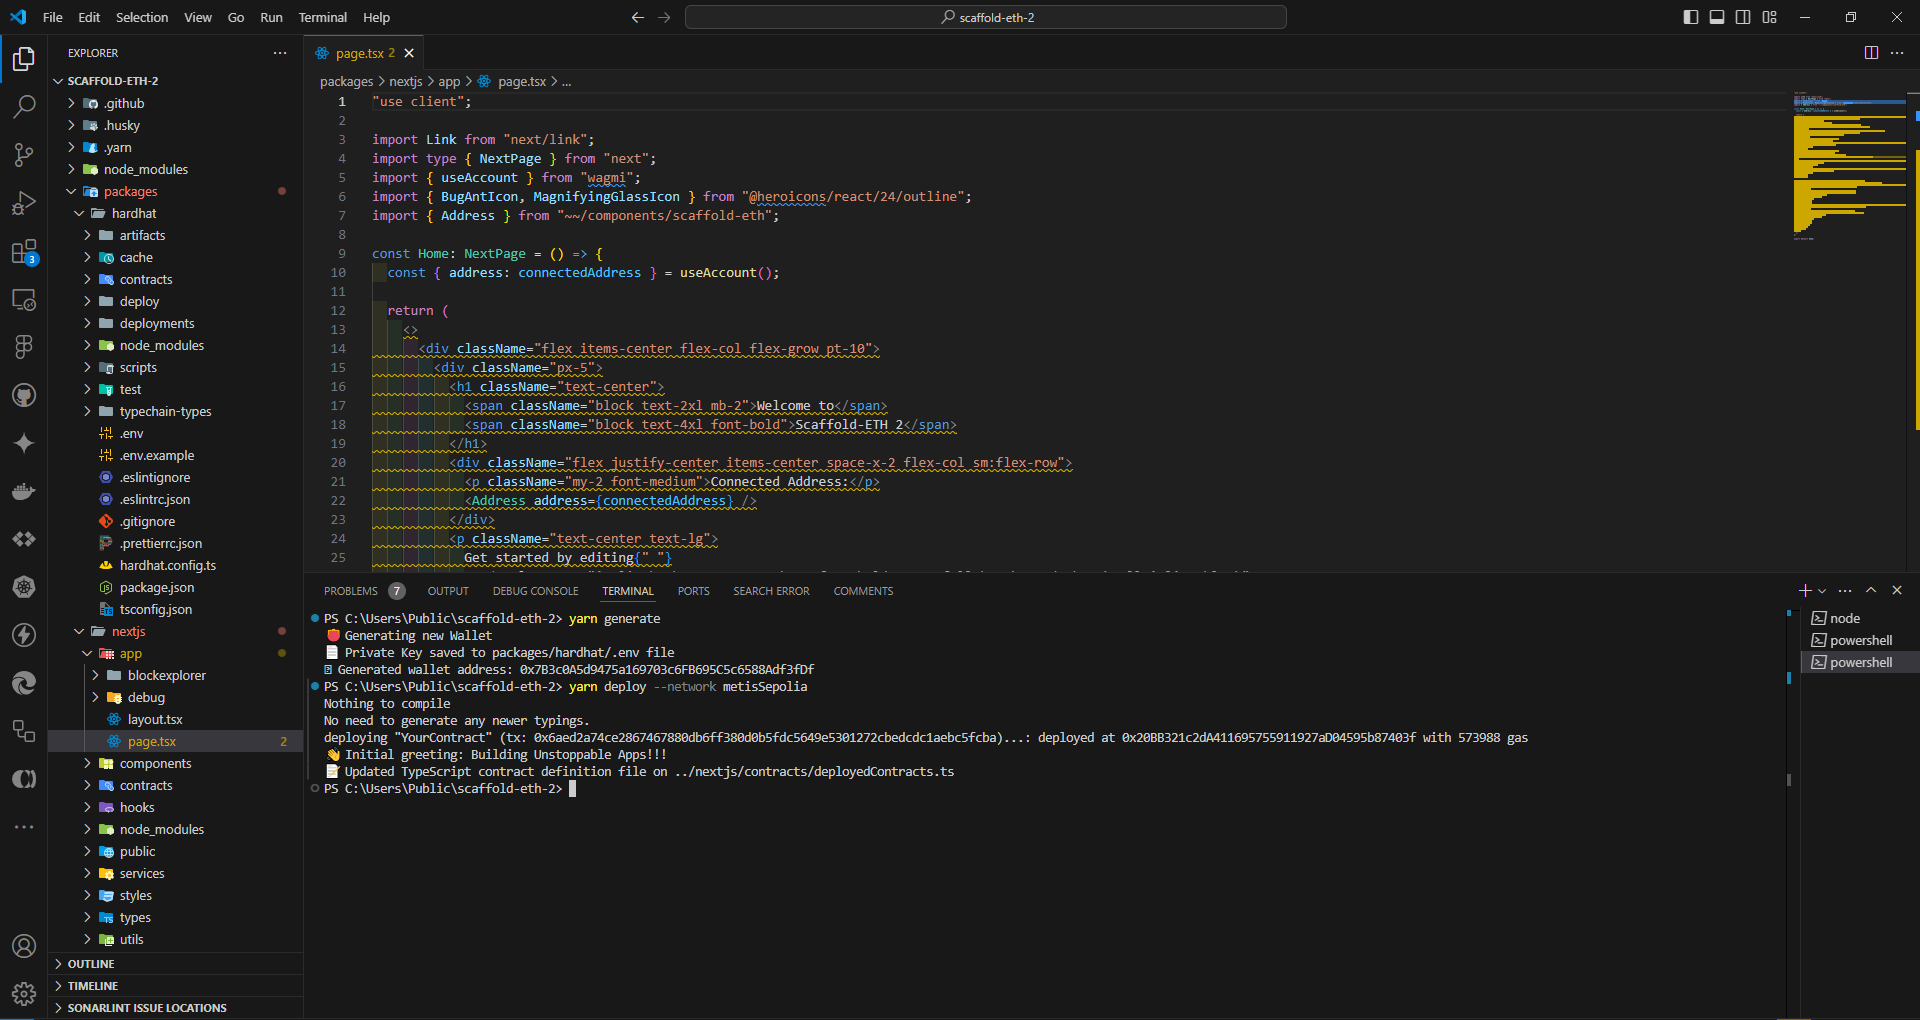 File Edit Selection View Go Run Terminal Help
scaffold-eth-2
EXPLORER
SCAFFOLD-ETH-2
.github
.husky
.yarn
node_modules
packages
hardhat
artifacts
cache
contracts
deploy
deployments
node_modules
scripts
test
typechain-types
.env
.env.example
.eslintignore
.eslintrc.json
.gitignore
.prettierrc.json
hardhat.config.ts
package.json
tsconfig.json
nextjs
app
blockexplorer
debug
layout.tsx
page.tsx 2
components
contracts
hooks
node_modules
public
services
styles
types
utils
OUTLINE
TIMELINE
SONARLINT ISSUE LOCATIONS
3
page.tsx 2
packages > nextjs > app > page.tsx > ...
1 "use client";
2
3 import Link from "next/link";
4 import type { NextPage } from "next";
5 import { useAccount } from "wagmi";
6 import { BugAntIcon, MagnifyingGlassIcon } from "@heroicons/react/24/outline";
7 import { Address } from "~~/components/scaffold-eth";
8
9 const Home: NextPage = () => {
10 const { address: connectedAddress } = useAccount();
11
12 return (
13 <>
14 <div className="flex items-center flex-col flex-grow pt-10">
15 <div className="px-5">
16 <h1 className="text-center">
17 <span className="block text-2xl mb-2">Welcome to</span>
18 <span className="block text-4xl font-bold">Scaffold-ETH 2</span>
19 </h1>
20 <div className="flex justify-center items-center space-x-2 flex-col sm:flex-row">
21 <p className="my-2 font-medium">Connected Address:</p>
22 <Address address={connectedAddress} />
23 </div>
24 <p className="text-center text-lg">
25 Get started by editing{" "}
PROBLEMS 7 OUTPUT DEBUG CONSOLE TERMINAL PORTS SEARCH ERROR COMMENTS
PS C:\Users\Public\scaffold-eth-2> yarn generate
👛 Generating new Wallet
📄 Private Key saved to packages/hardhat/.env file
Generated wallet address: 0x7B3c0A5d9475a169703c6FB695C5c6588Adf3fDf
PS C:\Users\Public\scaffold-eth-2> yarn deploy --network metisSepolia
Nothing to compile
No need to generate any newer typings.
deploying "YourContract" (tx: 0x6aed2a74ce2867467880db6ff380d0b5fdc5649e5301272cbedcdc1aebc5fcba)...: deployed at 0x20BB321c2dA411695755911927aD04595b87403f with 573988 gas
👋 Initial greeting: Building Unstoppable Apps!!!
📝 Updated TypeScript contract definition file on ../nextjs/contracts/deployedContracts.ts
PS C:\Users\Public\scaffold-eth-2>
node
powershell
powershell